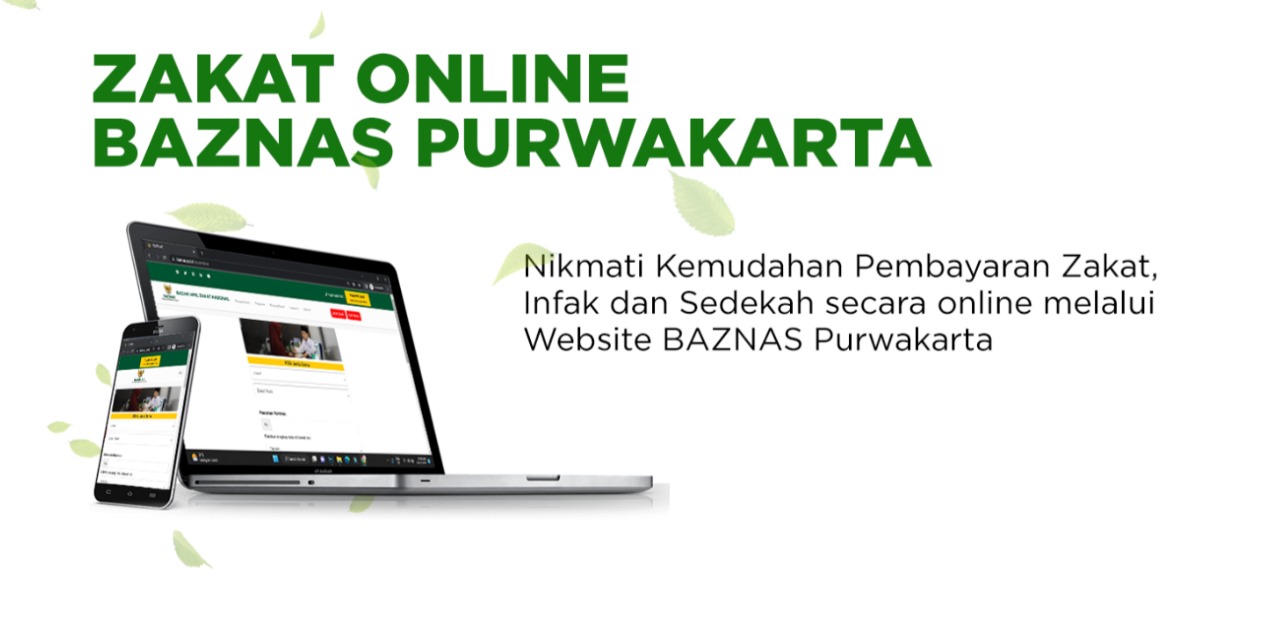 ZAKAT ONLINE
BAZNAS PURWAKARTA
Nikmati Kemudahan Pembayaran Zakat,
Infak dan Sedekah secara online melalui
Website BAZNAS Purwakarta